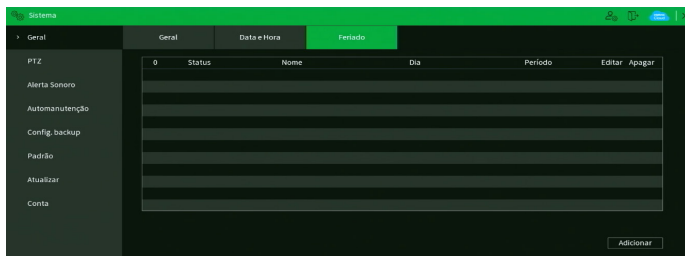 Sistema
Geral
PTZ
Alerta Sonoro
Automanutenção
Config. backup
Padrão
Atualizar
Conta
Geral Data e Hora Feriado
0 Status Nome Dia Período Editar Apagar
Adicionar